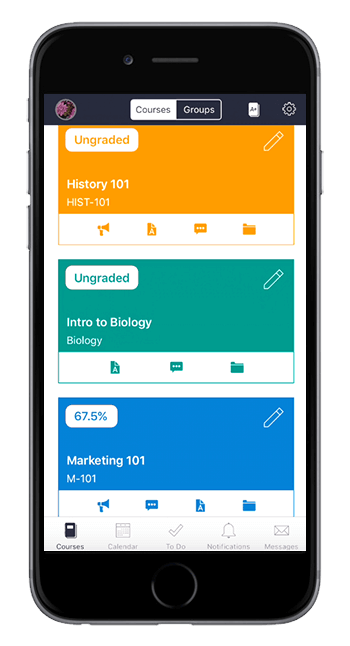 Courses Groups A+
Ungraded
History 101
HIST-101
A
Ungraded
Intro to Biology
Biology
A
67.5%
Marketing 101
M-101
A
Courses Calendar To Do Notifications Messages